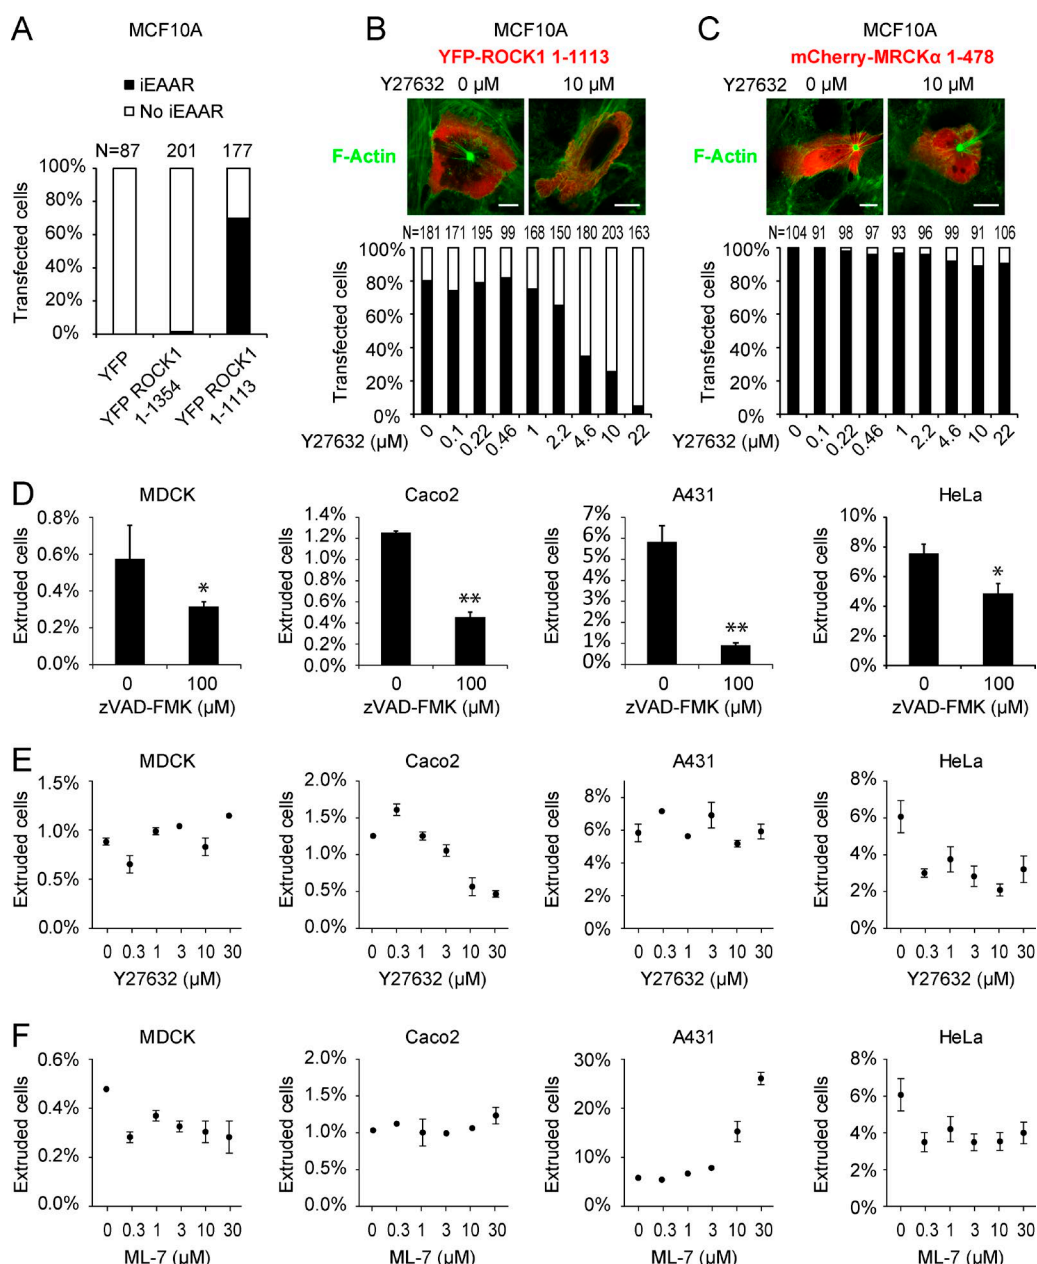 A
MCF10A
iEAAR
No iEAAR
N=87 201 177
Transfected cells
100%
80%
60%
40%
20%
0%
YFP
YFP ROCK1 1-1354
YFP ROCK1 1-1113
B
MCF10A
YFP-ROCK1 1-1113
Y27632 0 µM 10 µM
F-Actin
N=181 171 195 99 168 150 180 203 163
Transfected cells
100%
80%
60%
40%
20%
0%
0 0.1 0.22 0.46 1 2.2 4.6 10 22
Y27632 (µM)
C
MCF10A
mCherry-MRCKα 1-478
Y27632 0 µM 10 µM
F-Actin
N=104 91 98 97 93 96 99 91 106
Transfected cells
100%
80%
60%
40%
20%
0%
0 0.1 0.22 0.46 1 2.2 4.6 10 22
Y27632 (µM)
D
MDCK
Extruded cells
0.8%
0.6%
0.4%
0.2%
0.0%
*
0 100
zVAD-FMK (µM)
Caco2
Extruded cells
1.4%
1.2%
1.0%
0.8%
0.6%
0.4%
0.2%
0.0%
**
0 100
zVAD-FMK (µM)
A431
Extruded cells
7%
6%
5%
4%
3%
2%
1%
0%
**
0 100
zVAD-FMK (µM)
HeLa
Extruded cells
10%
8%
6%
4%
2%
0%
*
0 100
zVAD-FMK (µM)
E
MDCK
Extruded cells
1.5%
1.0%
0.5%
0.0%
0 0.3 1 3 10 30
Y27632 (µM)
Caco2
Extruded cells
2.0%
1.5%
1.0%
0.5%
0.0%
0 0.3 1 3 10 30
Y27632 (µM)
A431
Extruded cells
8%
6%
4%
2%
0%
0 0.3 1 3 10 30
Y27632 (µM)
HeLa
Extruded cells
8%
6%
4%
2%
0%
0 0.3 1 3 10 30
Y27632 (µM)
F
MDCK
Extruded cells
0.6%
0.4%
0.2%
0.0%
0 0.3 1 3 10 30
ML-7 (µM)
Caco2
Extruded cells
2.0%
1.5%
1.0%
0.5%
0.0%
0 0.3 1 3 10 30
ML-7 (µM)
A431
Extruded cells
30%
20%
10%
0%
0 0.3 1 3 10 30
ML-7 (µM)
HeLa
Extruded cells
8%
6%
4%
2%
0%
0 0.3 1 3 10 30
ML-7 (µM)